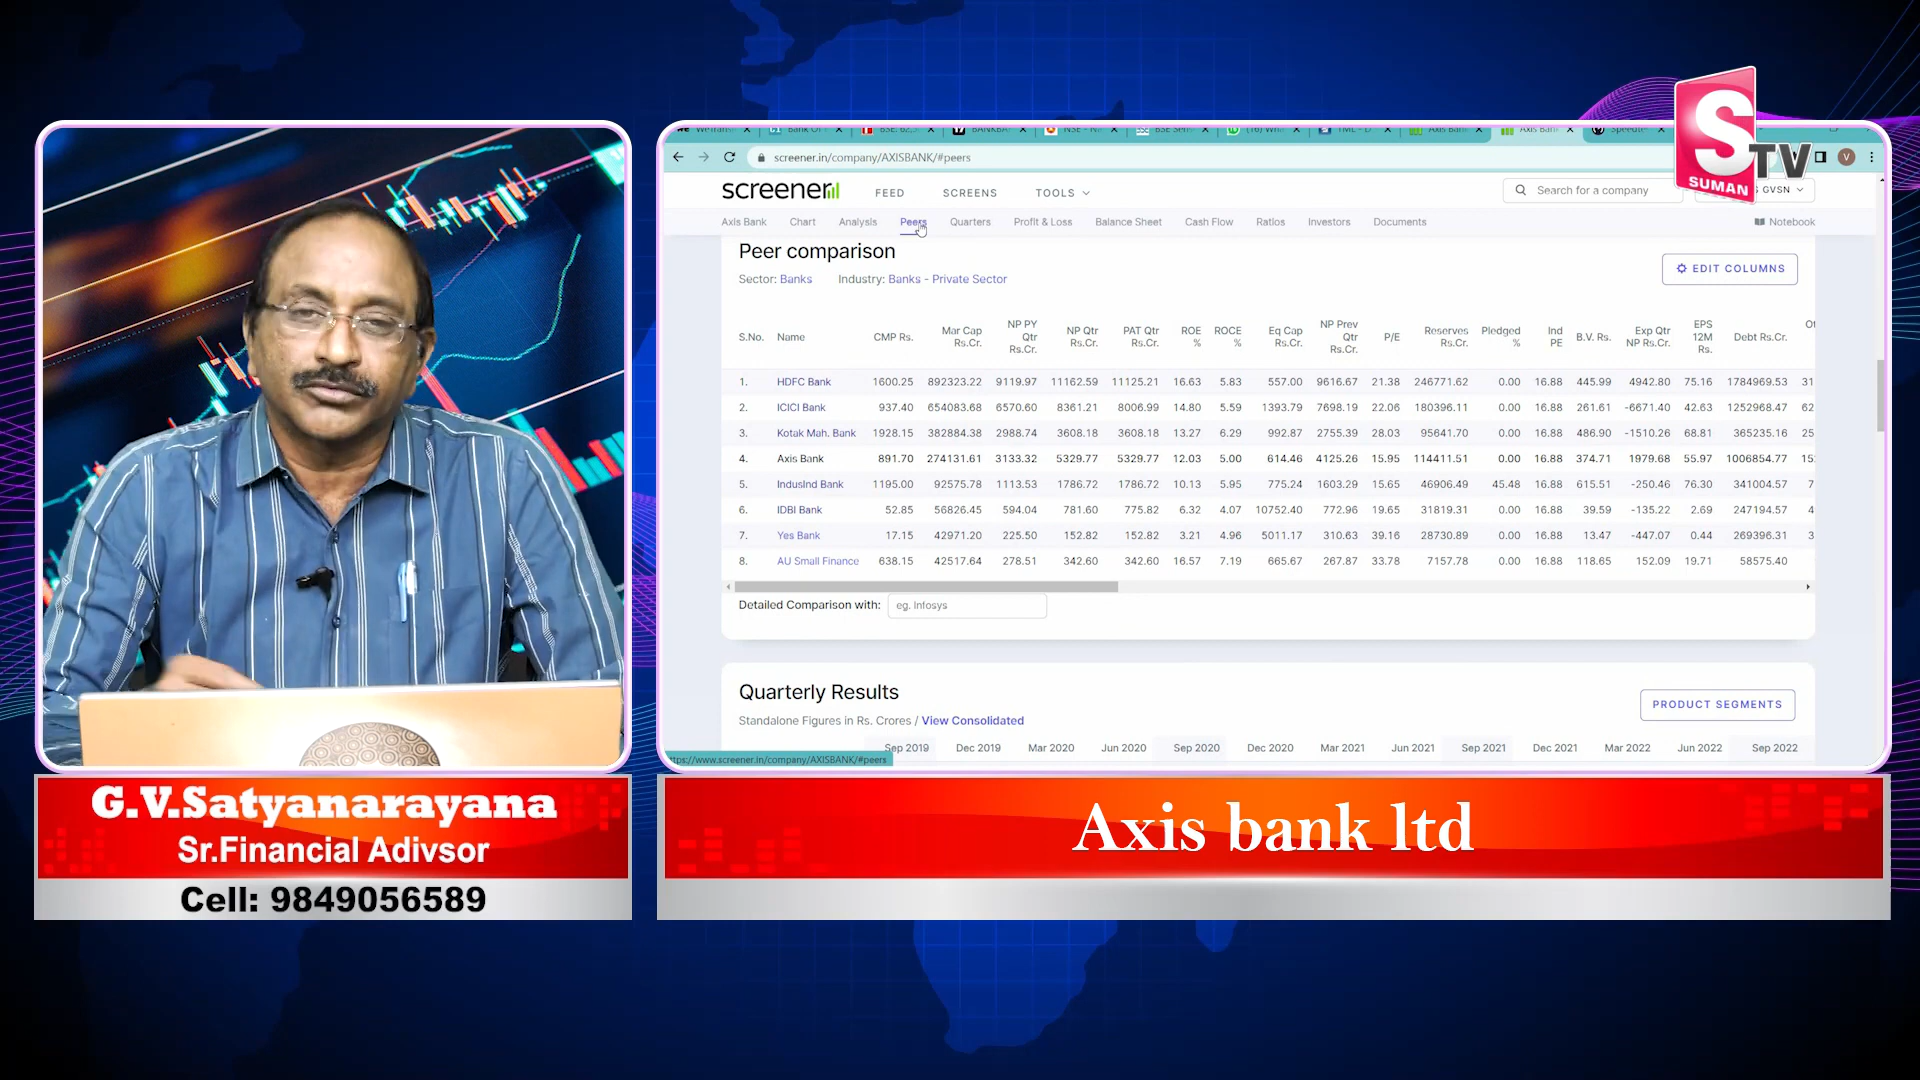 S
TV
SUMAN
screener.in/company/AXISBANK/#peers
V
screener
FEED SCREENS TOOLS
Search for a company
GVSN
Axis Bank Chart Analysis Peers Quarters Profit & Loss Balance Sheet Cash Flow Ratios Investors Documents
Notebook
Peer comparison
Sector: Banks Industry: Banks - Private Sector
EDIT COLUMNS
S.No. Name CMP Rs. Mar Cap Rs.Cr. NP PY Qtr Rs.Cr. NP Qtr Rs.Cr. PAT Qtr Rs.Cr. ROE % ROCE % Eq Cap Rs.Cr. NP Prev Qtr Rs.Cr. P/E Reserves Rs.Cr. Pledged % Ind PE B.V. Rs. Exp Qtr NP Rs.Cr. EPS 12M Rs. Debt Rs.Cr.
1. HDFC Bank 1600.25 892323.22 9119.97 11162.59 11125.21 16.63 5.83 557.00 9616.67 21.38 246771.62 0.00 16.88 445.99 4942.80 75.16 1784969.53 31
2. ICICI Bank 937.40 654083.68 6570.60 8361.21 8006.99 14.80 5.59 1393.79 7698.19 22.06 180396.11 0.00 16.88 261.61 -6671.40 42.63 1252968.47 62
3. Kotak Mah. Bank 1928.15 382884.38 2988.74 3608.18 3608.18 13.27 6.29 992.87 2755.39 28.03 95641.70 0.00 16.88 486.90 -1510.26 68.81 365235.16 25
4. Axis Bank 891.70 274131.61 3133.32 5329.77 5329.77 12.03 5.00 614.46 4125.26 15.95 114411.51 0.00 16.88 374.71 1979.68 55.97 1006854.77 15
5. IndusInd Bank 1195.00 92575.78 1113.53 1786.72 1786.72 10.13 5.95 775.24 1603.29 15.65 46906.49 45.48 16.88 615.51 -250.46 76.30 341004.57 7
6. IDBI Bank 52.85 56826.45 594.04 781.60 775.82 6.32 4.07 10752.40 772.96 19.65 31819.31 0.00 16.88 39.59 -135.22 2.69 247194.57 4
7. Yes Bank 17.15 42971.20 225.50 152.82 152.82 3.21 4.96 5011.17 310.63 39.16 28730.89 0.00 16.88 13.47 -447.07 0.44 269396.31 3
8. AU Small Finance 638.15 42517.64 278.51 342.60 342.60 16.57 7.19 665.67 267.87 33.78 7157.78 0.00 16.88 118.65 152.09 19.71 58575.40
Detailed Comparison with: eg. Infosys
Quarterly Results
PRODUCT SEGMENTS
Standalone Figures in Rs. Crores / View Consolidated
Sep 2019 Dec 2019 Mar 2020 Jun 2020 Sep 2020 Dec 2020 Mar 2021 Jun 2021 Sep 2021 Dec 2021 Mar 2022 Jun 2022 Sep 2022
ttps://www.screener.in/company/AXISBANK/#peers
G.V.Satyanarayana
Sr.Financial Adivsor
Cell: 9849056589
Axis bank ltd